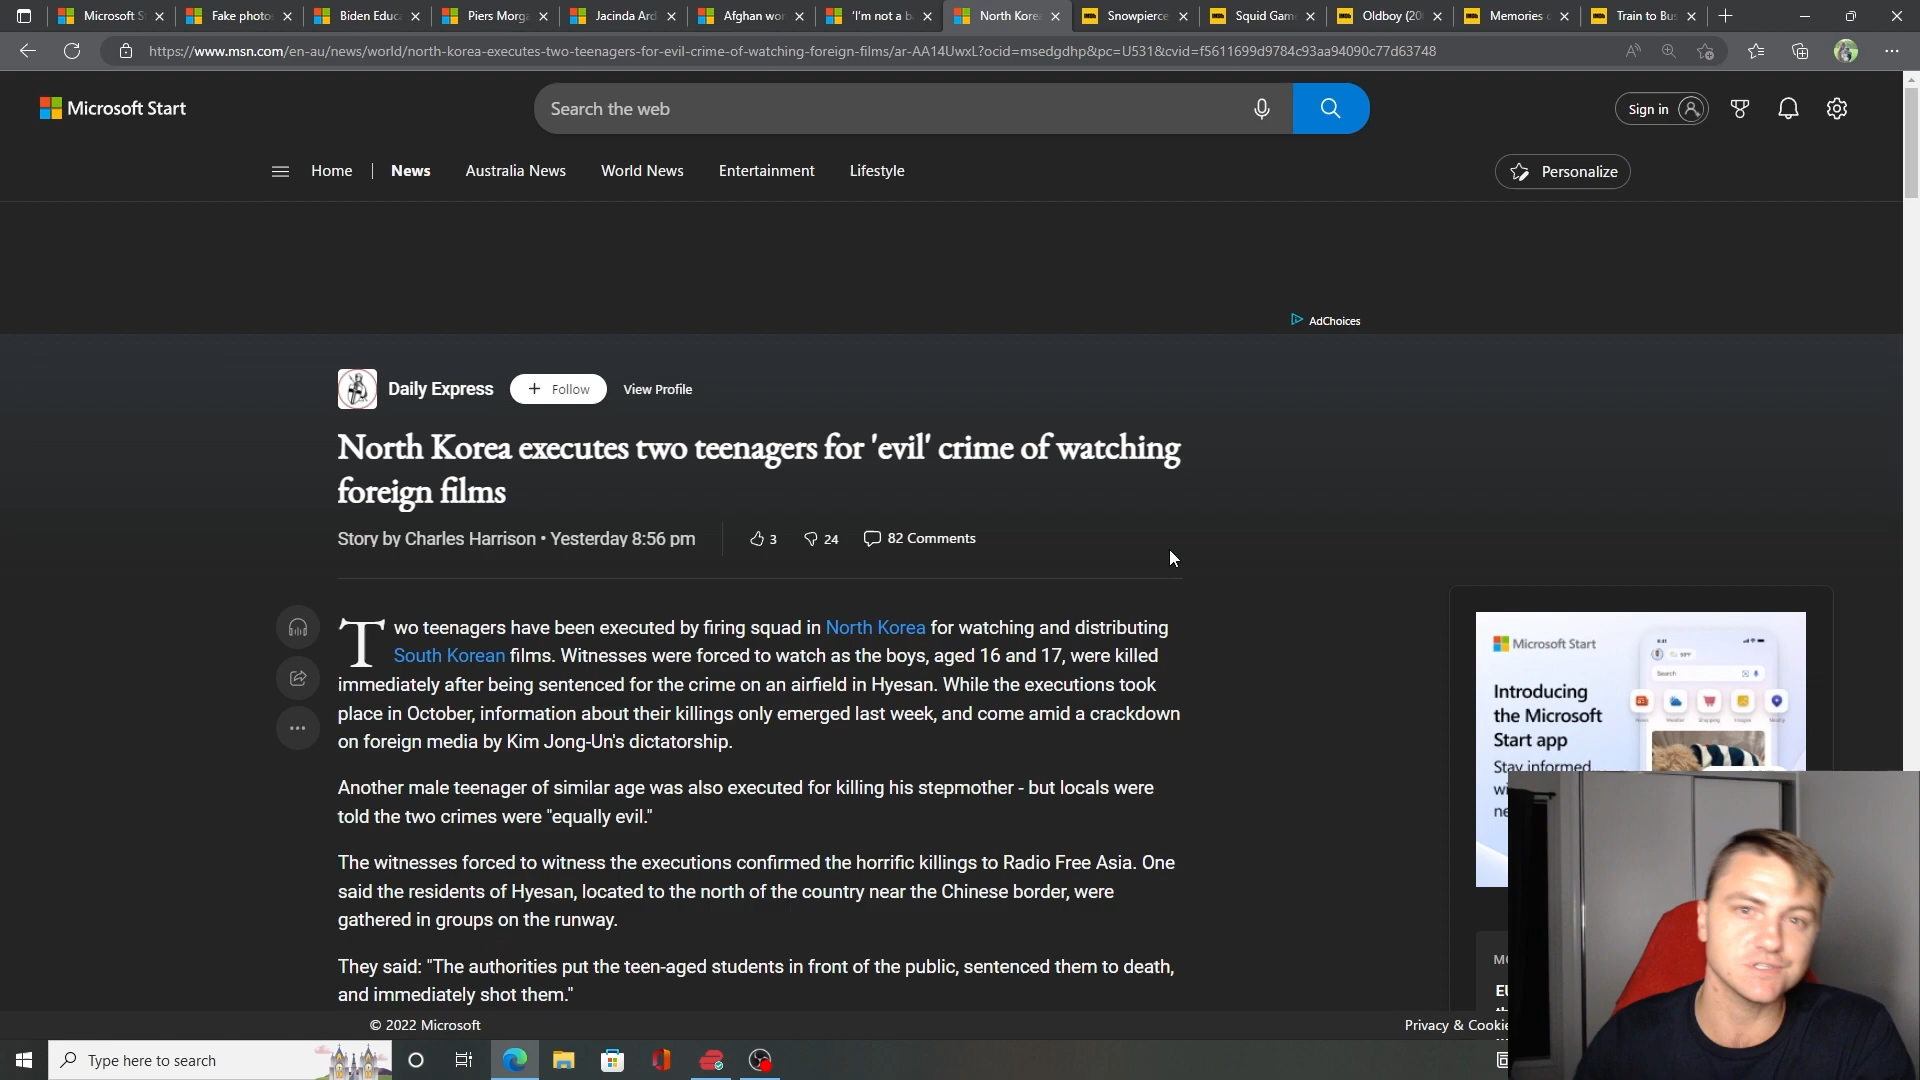 Microsoft S
Fake photo
Biden Educ
Piers Morg
Jacinda Ard
Afghan wo
'I'm not a b
North Kore
Snowpierce
Squid Gam
Oldboy (20
Memories
Train to Bu
https://www.msn.com/en-au/news/world/north-korea-executes-two-teenagers-for-evil-crime-of-watching-foreign-films/ar-AA14UwxL?ocid=msedgdhp&pc=U531&cvid=f5611699d9784c93aa94090c77d63748
Microsoft Start
Search the web
Sign in
Home
News
Australia News
World News
Entertainment
Lifestyle
Personalize
AdChoices
Daily Express
Follow
View Profile
North Korea executes two teenagers for 'evil' crime of watching
foreign films
Story by Charles Harrison • Yesterday 8:56 pm
3
24
82 Comments
Two teenagers have been executed by firing squad in North Korea for watching and distributing
South Korean films. Witnesses were forced to watch as the boys, aged 16 and 17, were killed
immediately after being sentenced for the crime on an airfield in Hyesan. While the executions took
place in October, information about their killings only emerged last week, and come amid a crackdown
on foreign media by Kim Jong-Un's dictatorship.
Another male teenager of similar age was also executed for killing his stepmother - but locals were
told the two crimes were "equally evil."
The witnesses forced to witness the executions confirmed the horrific killings to Radio Free Asia. One
said the residents of Hyesan, located to the north of the country near the Chinese border, were
gathered in groups on the runway.
They said: "The authorities put the teen-aged students in front of the public, sentenced them to death,
and immediately shot them."
Microsoft Start
Introducing
the Microsoft
Start app
Stay informed
Search
© 2022 Microsoft
Privacy & Cookie
Type here to search